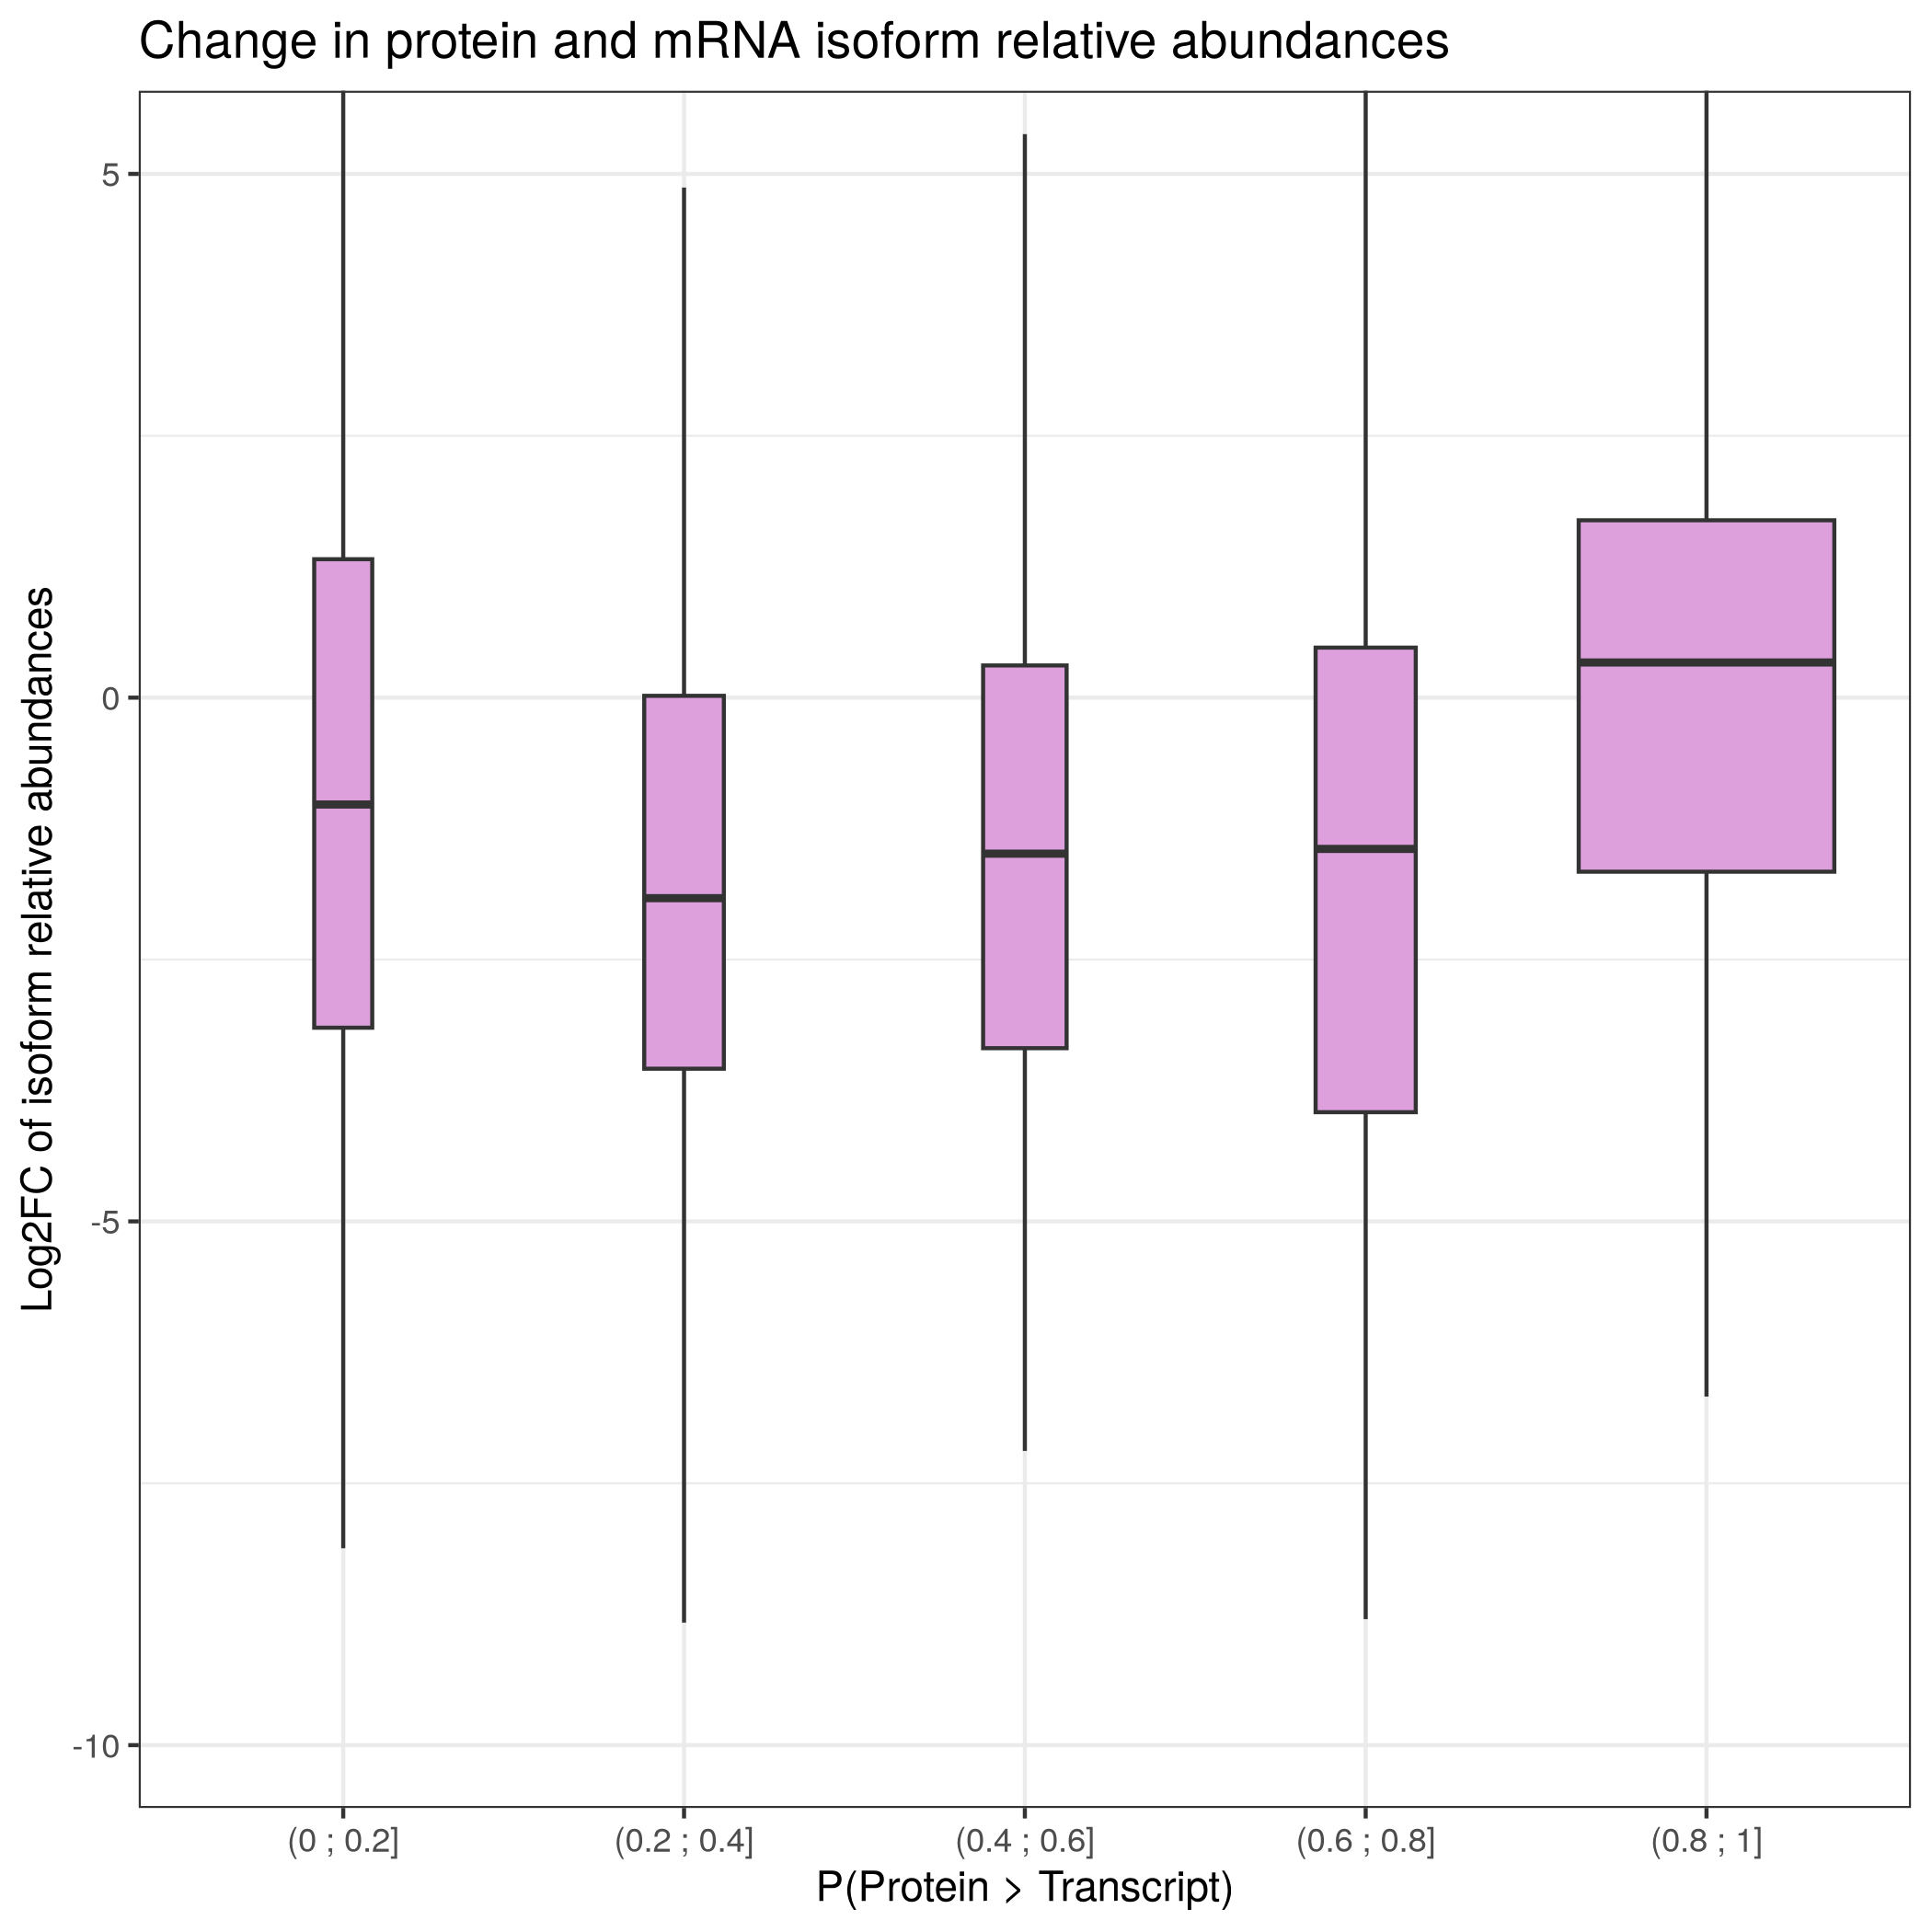 Change in protein and mRNA isoform relative abundances
Log2FC of isoform relative abundances
5
0
-5
-10
(0 ; 0.2]
(0.2 ; 0.4]
(0.4 ; 0.6]
(0.6 ; 0.8]
(0.8 ; 1]
P(Protein > Transcript)